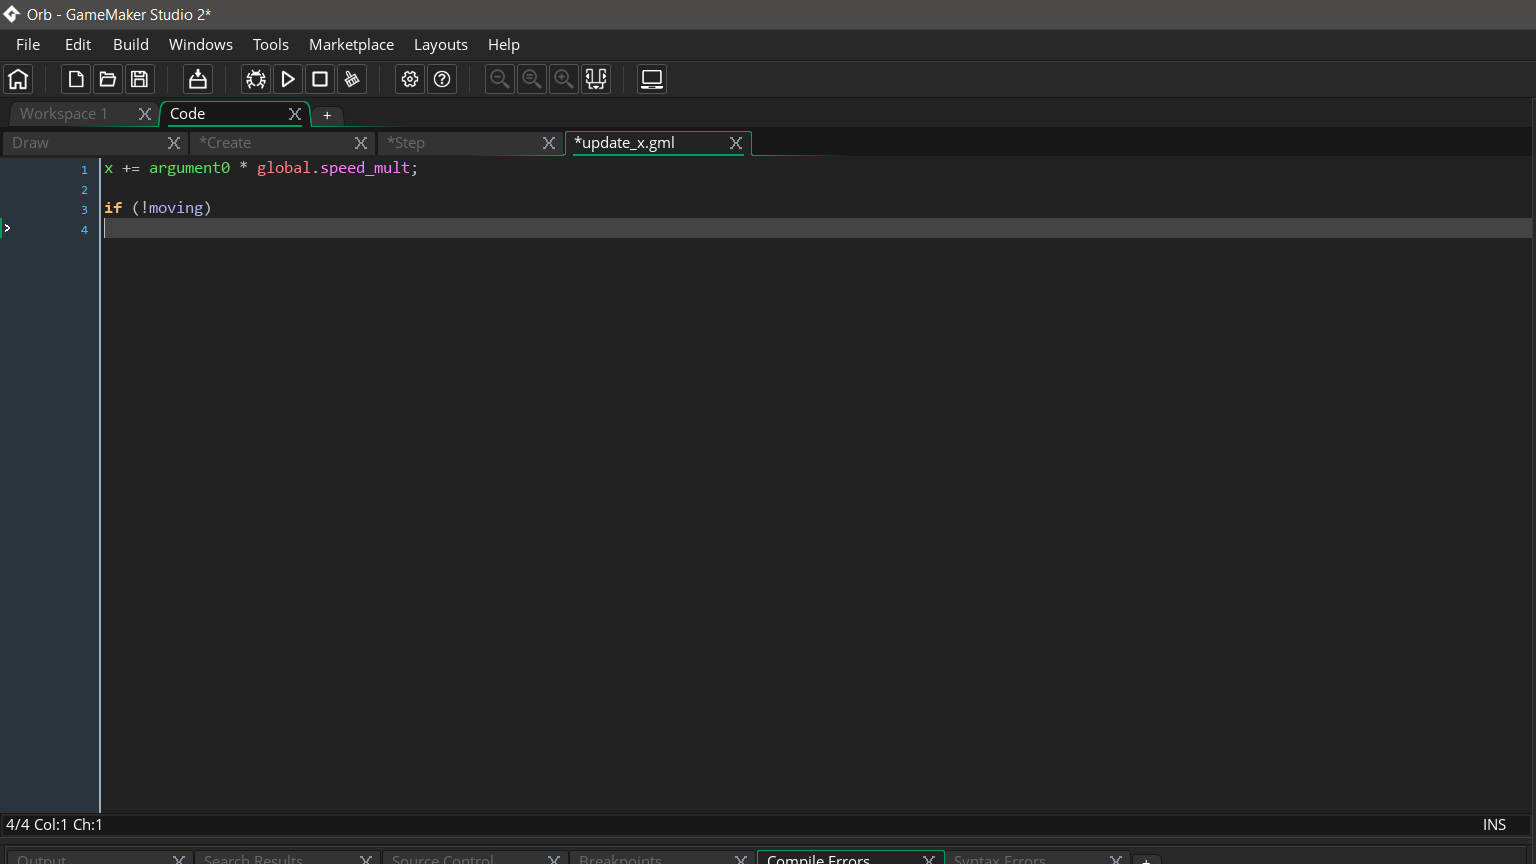 Orb - GameMaker Studio 2*
File Edit Build Windows Tools Marketplace Layouts Help
Workspace 1 Code +
Draw *Create *Step *update_x.gml
1 x += argument0 * global.speed_mult;
2
3 if (!moving)
4
4/4 Col:1 Ch:1 INS
Output Search Results Source Control Breakpoints Compile Errors Syntax Errors +